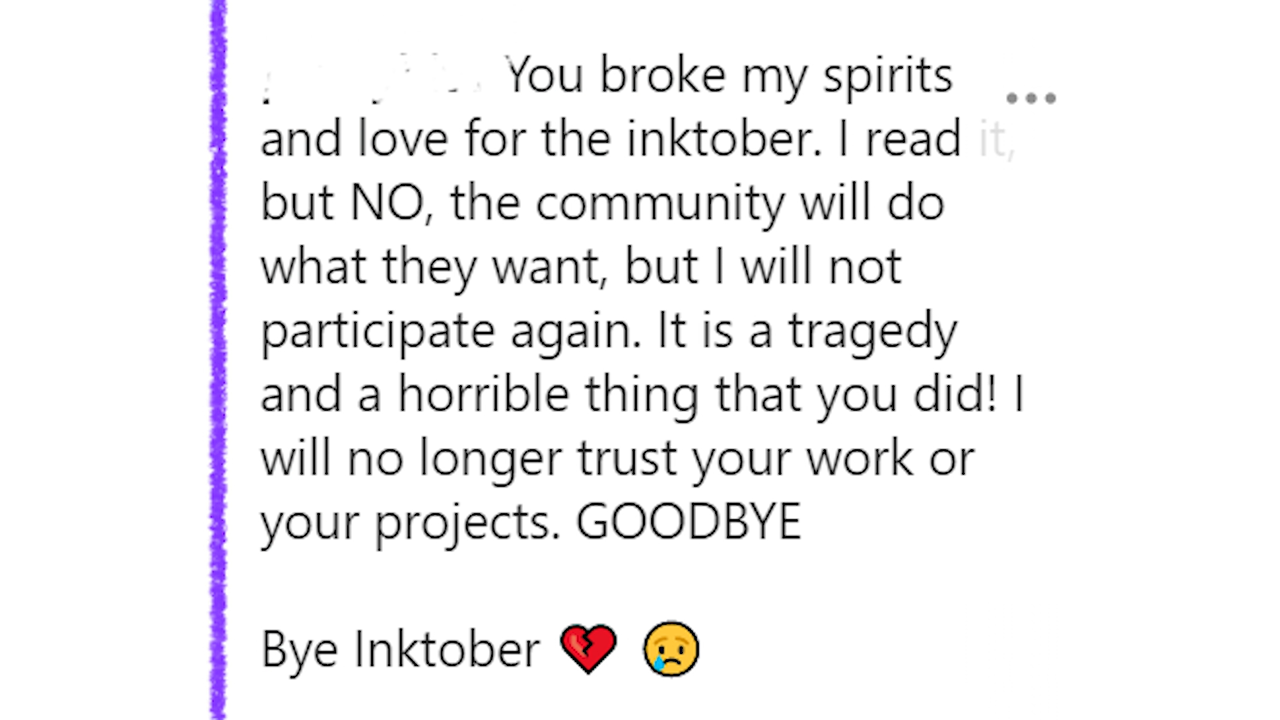 You broke my spirits
and love for the inktober. I read it,
but NO, the community will do
what they want, but I will not
participate again. It is a tragedy
and a horrible thing that you did! I
will no longer trust your work or
your projects. GOODBYE
Bye Inktober 💔 😢